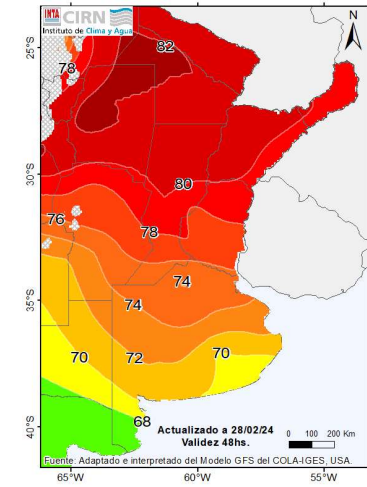 INTA CIRN
Instituto de Clima y Agua
N
25°S
30°S
35°S
40°S
82
78
80
76
78
74
74
70
72
70
68
Actualizado a 28/02/24
Validez 48hs.
0 100 200 Km
Fuente: Adaptado e interpretado del Modelo GFS del COLA-IGES, USA.
65°W 60°W 55°W